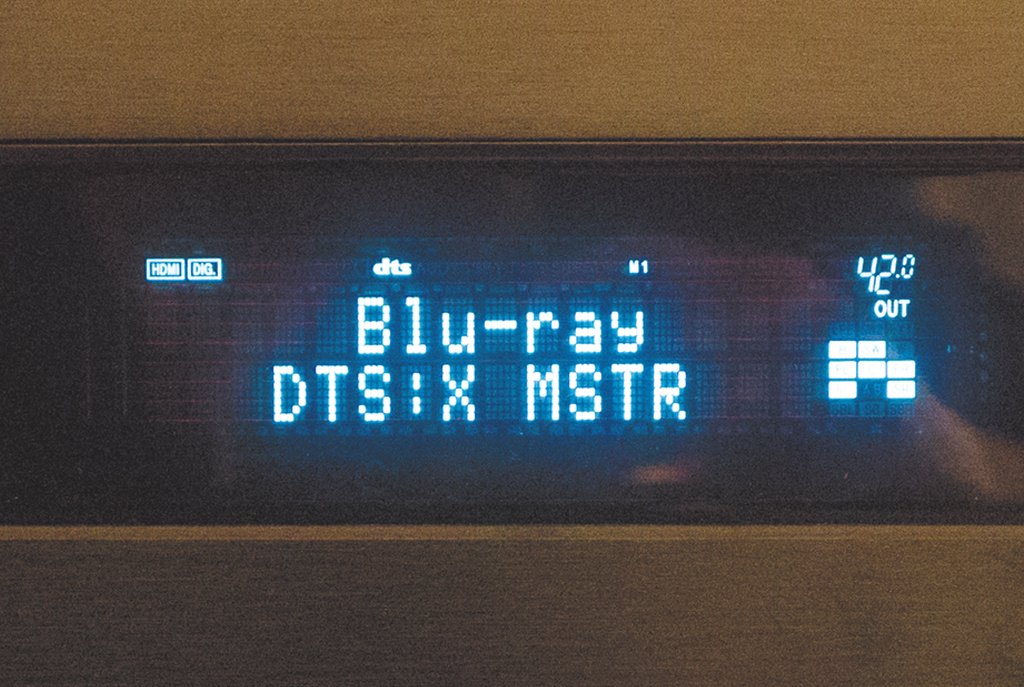 HDMI DIG. dts M1 42.0
OUT
Blu-ray
DTS:X MSTR